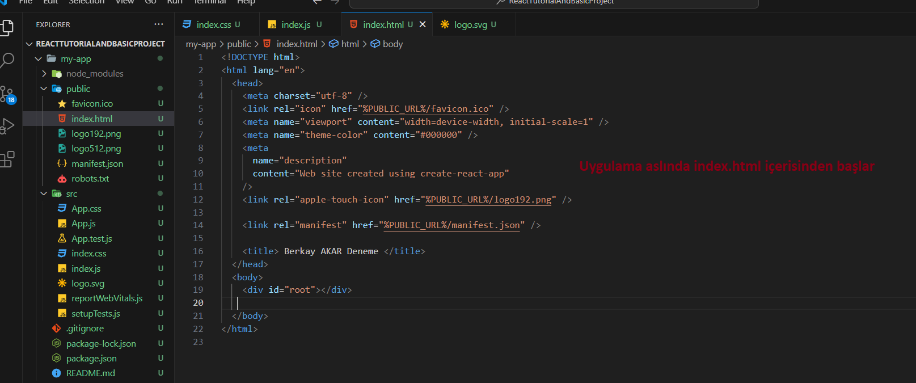 File Edit Selection View Go Run Terminal Help
ReactTutorialAndBasicProject
EXPLORER ···
index.css U
index.js U
index.html U
logo.svg U
REACTTUTORIALANDBASICPROJECT
my-app > public > index.html > html > body
my-app
node_modules
public
favicon.ico U
index.html U
logo192.png U
logo512.png U
manifest.json U
robots.txt U
src
App.css U
App.js U
App.test.js U
index.css U
index.js U
logo.svg U
reportWebVitals.js U
setupTests.js U
.gitignore U
package-lock.json U
package.json U
README.md U
18
1 <!DOCTYPE html>
2 <html lang="en">
3 <head>
4 <meta charset="utf-8" />
5 <link rel="icon" href="%PUBLIC_URL%/favicon.ico" />
6 <meta name="viewport" content="width=device-width, initial-scale=1" />
7 <meta name="theme-color" content="#000000" />
8 <meta
9 name="description"
10 content="Web site created using create-react-app"
11 />
12 <link rel="apple-touch-icon" href="%PUBLIC_URL%/logo192.png" />
13
14 <link rel="manifest" href="%PUBLIC_URL%/manifest.json" />
15
16 <title> Berkay AKAR Deneme </title>
17 </head>
18 <body>
19 <div id="root"></div>
20
21 </body>
22 </html>
23
Uygulama aslında index.html içerisinden başlar